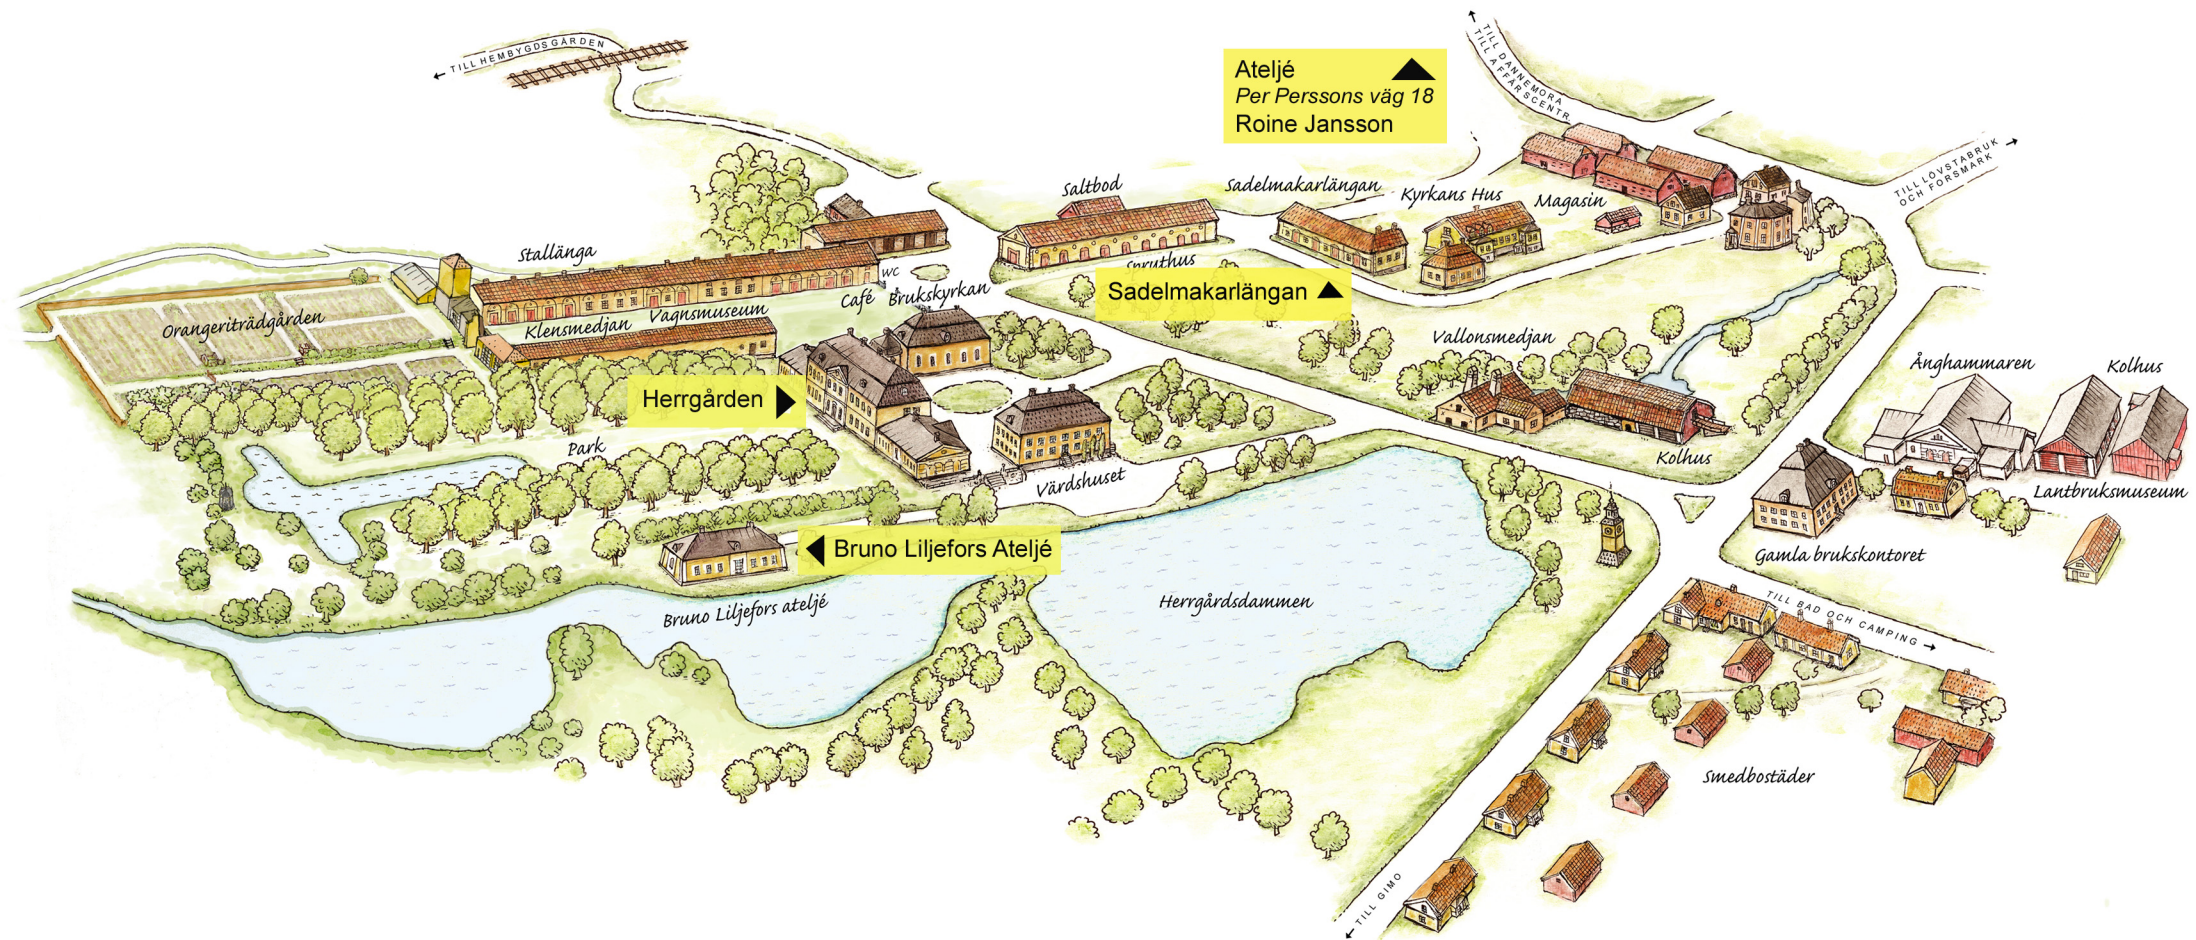 ← TILL HEMBYGDSGÅRDEN
TILL DANNEMORA
TILL AFFÄRSCENTR
Ateljé
Per Perssons väg 18
Roine Jansson
TILL LÖVSTABRUK →
OCH FORSMARK
Saltbod
Sadelmakarlängan
Kyrkans Hus
Magasin
Stallänga
WC
Café
Brukskyrkan
Spruthus
Sadelmakarlängan
Orangeriträdgården
Klensmedjan
Vagnsmuseum
Vallonsmedjan
Ånghammaren
Kolhus
Herrgården
Park
Värdshuset
Kolhus
Lantbruksmuseum
Gamla brukskontoret
Bruno Liljefors Ateljé
Bruno Liljefors ateljé
Herrgårdsdammen
TILL BAD OCH CAMPING →
Smedbostäder
← TILL GIMO